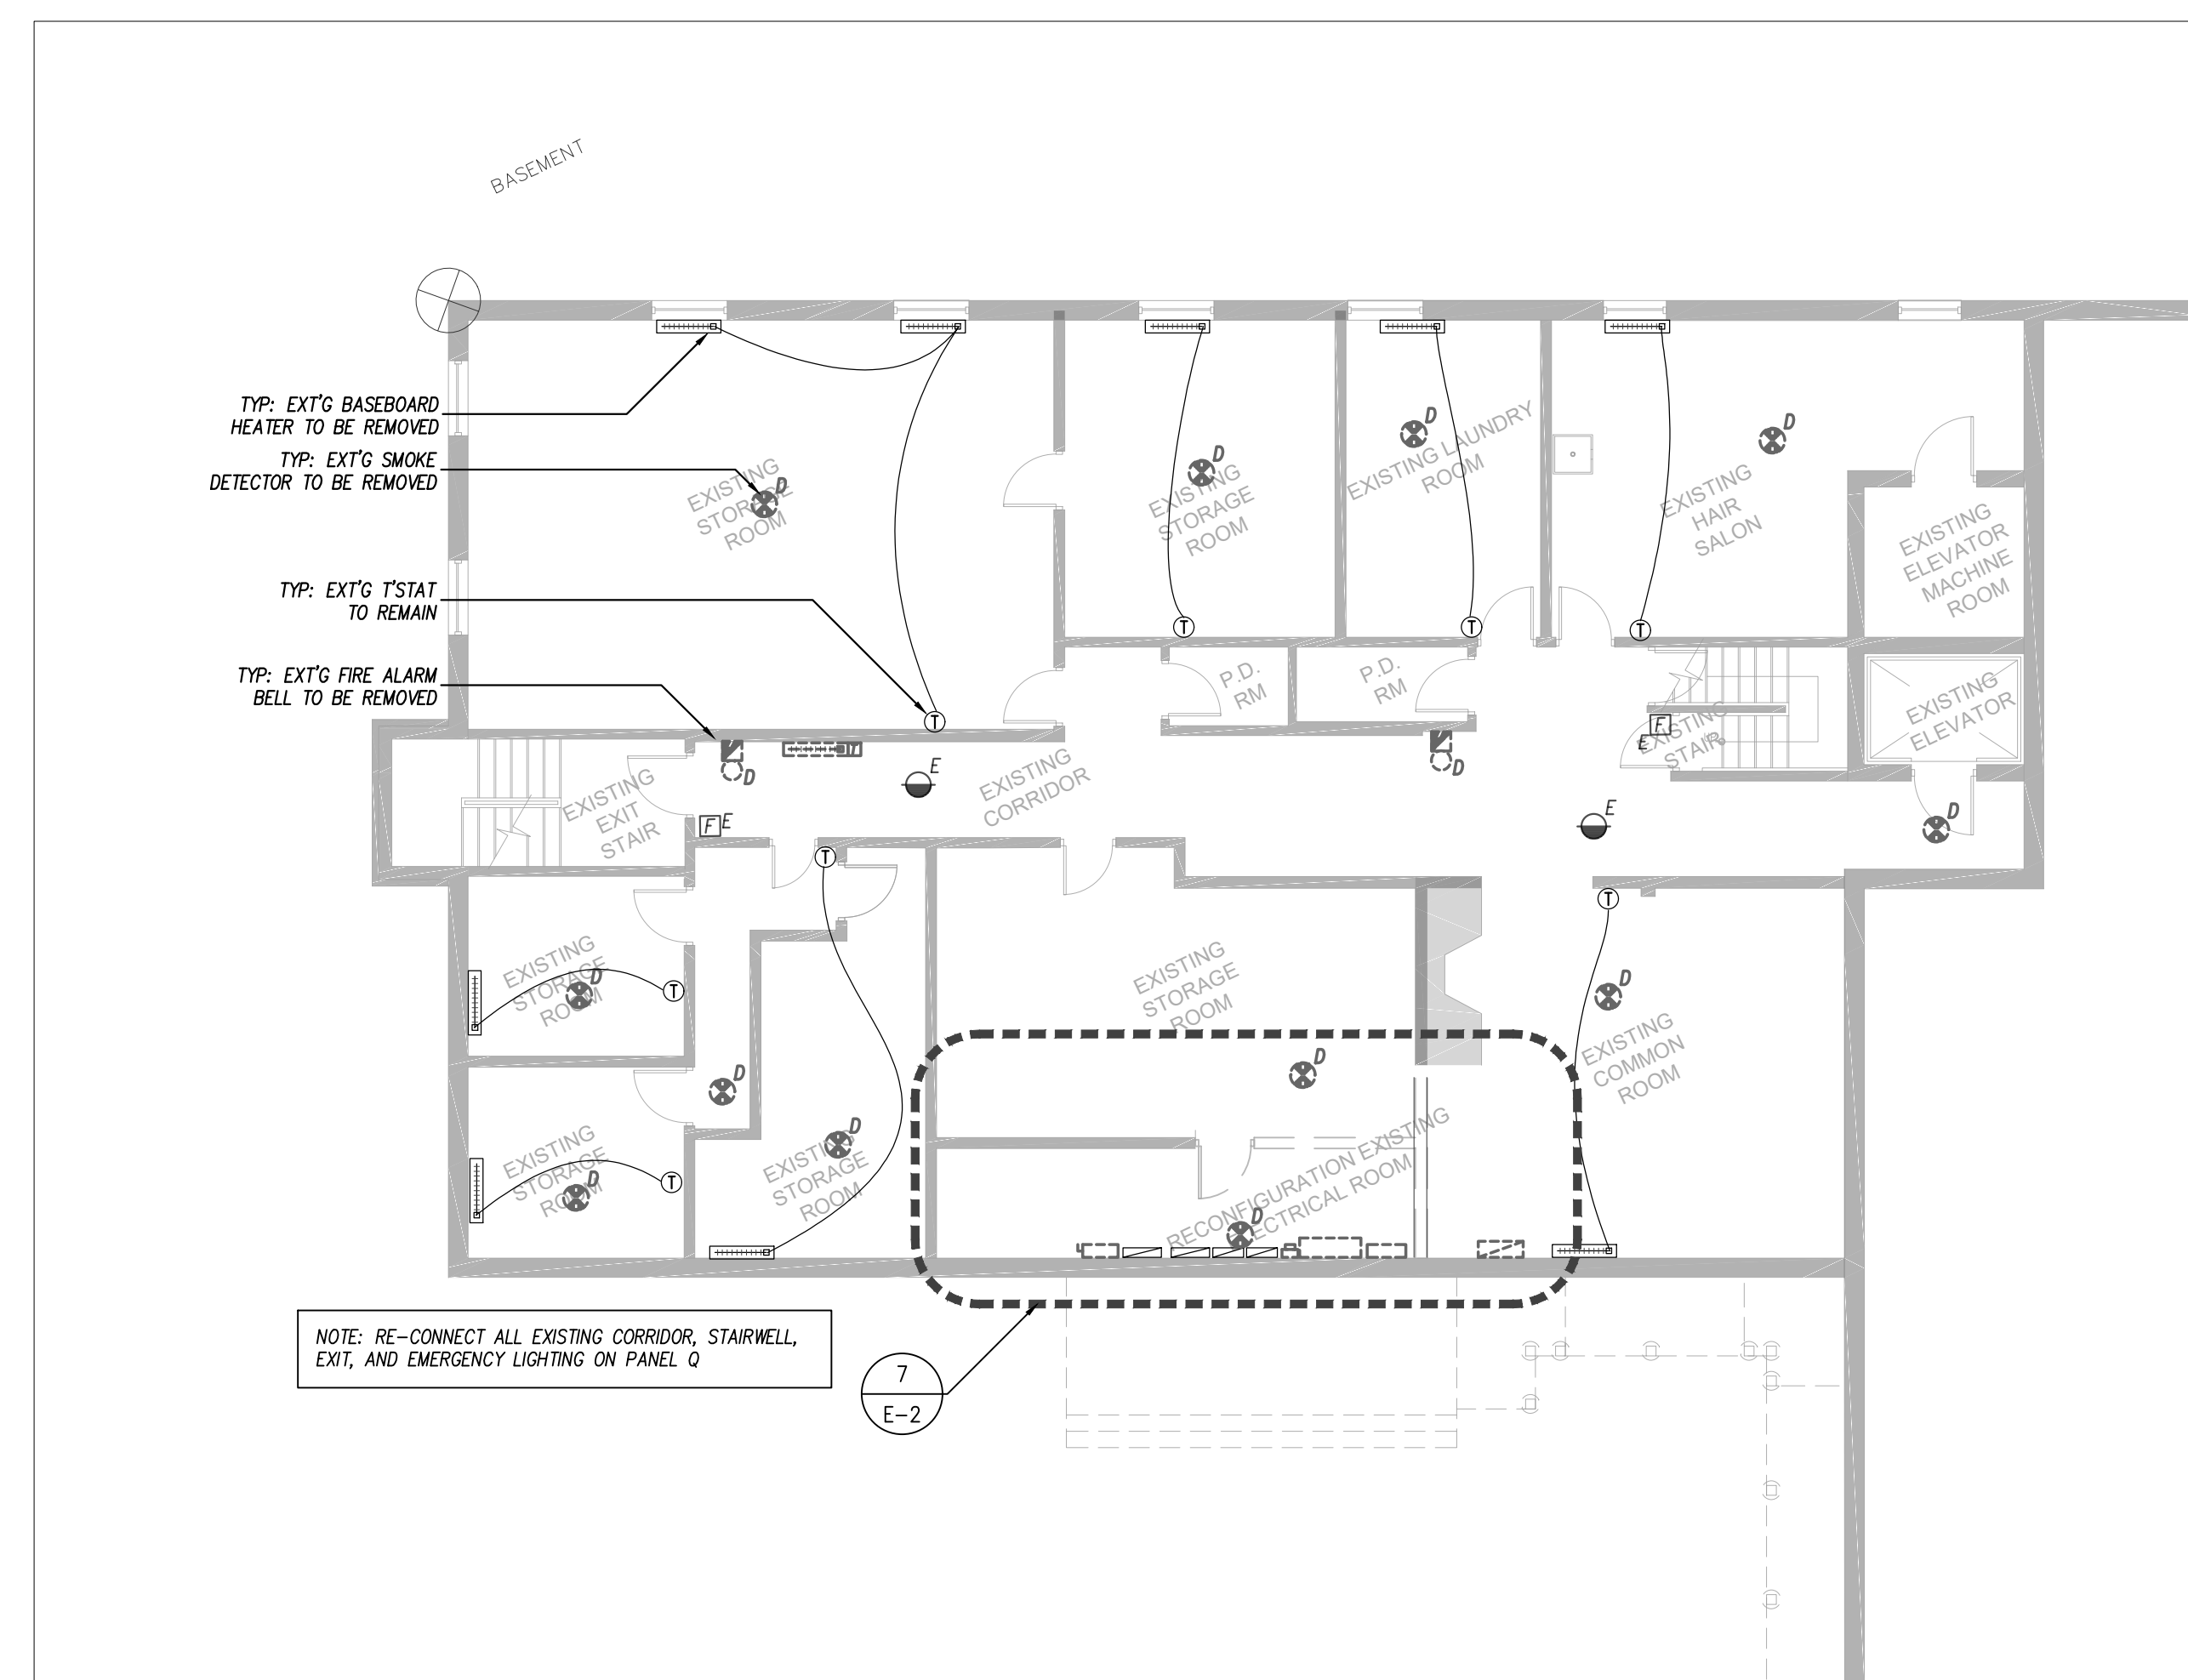 BASEMENT
TYP: EXT'G BASEBOARD
HEATER TO BE REMOVED
TYP: EXT'G SMOKE
DETECTOR TO BE REMOVED
TYP: EXT'G T'STAT
TO REMAIN
TYP: EXT'G FIRE ALARM
BELL TO BE REMOVED
EXISTING
STORAGE
ROOM
D
EXISTING
STORAGE
ROOM
D
EXISTING LAUNDRY
ROOM
D
EXISTING
HAIR
SALON
D
EXISTING
ELEVATOR
MACHINE
ROOM
T
T
T
T
P.D.
RM
P.D.
RM
EXISTING
STAIR
F
E
EXISTING
ELEVATOR
EXISTING
EXIT
STAIR
D
T
E
EXISTING
CORRIDOR
D
E
D
F E
T
T
EXISTING
STORAGE
ROOM
D
T
EXISTING
STORAGE
ROOM
D
T
D
EXISTING
STORAGE
ROOM
D
EXISTING
STORAGE
ROOM
D
EXISTING
COMMON
ROOM
D
RECONFIGURATION EXISTING
ECTRICAL ROOM
D
NOTE: RE-CONNECT ALL EXISTING CORRIDOR, STAIRWELL,
EXIT, AND EMERGENCY LIGHTING ON PANEL Q
7
E-2